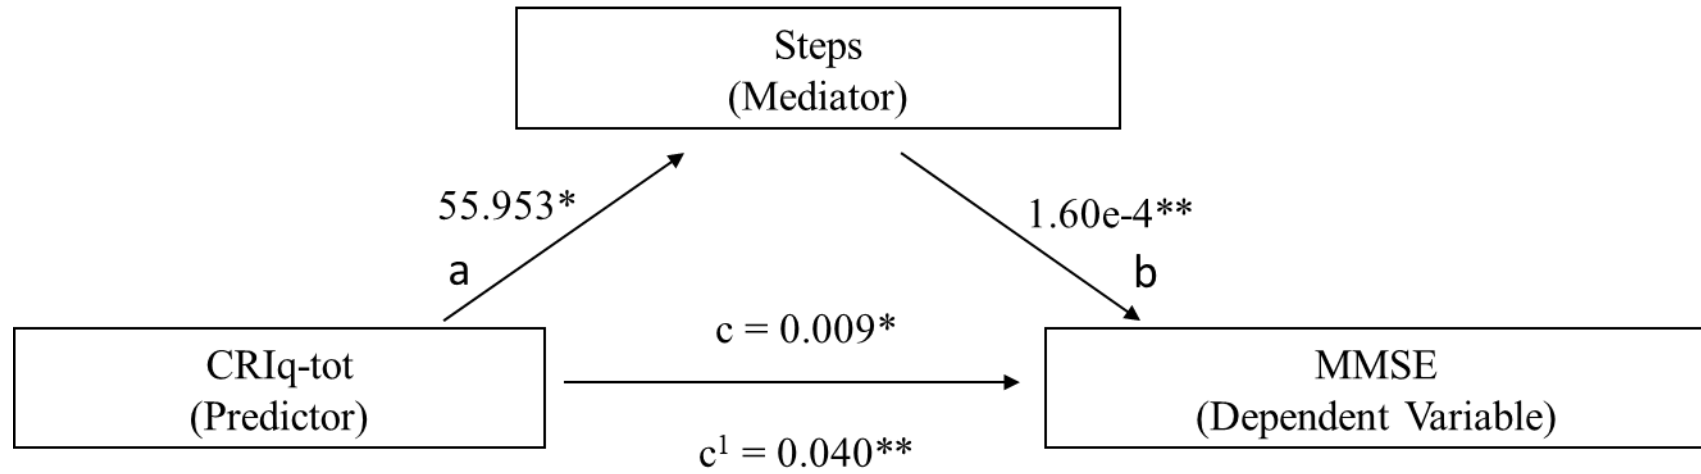 Steps
(Mediator)
55.953*
1.60e-4**
a
b
c = 0.009*
CRIq-tot
(Predictor)
MMSE
(Dependent Variable)
c¹ = 0.040**